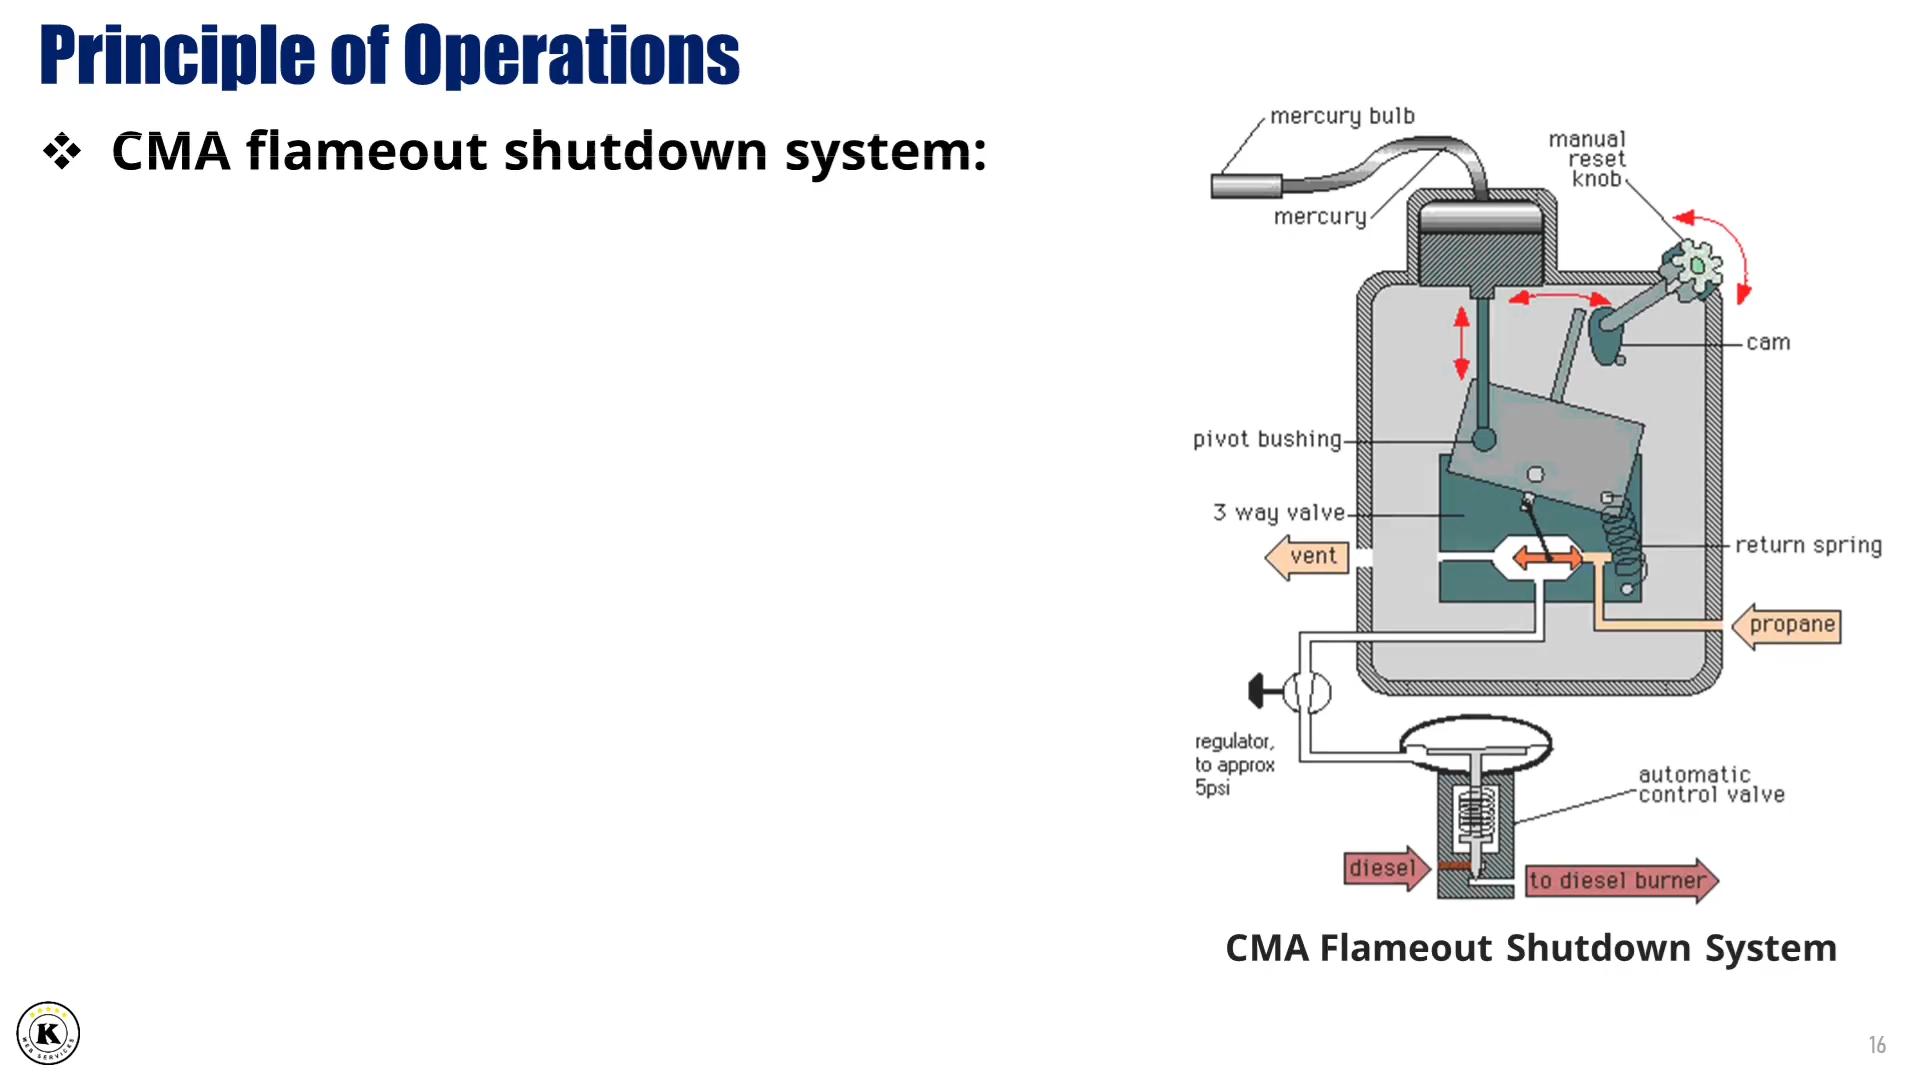 Principle of Operations
❖ CMA flameout shutdown system:
mercury bulb
manual
reset
knob
mercury
cam
pivot bushing
3 way valve
vent
return spring
propane
regulator,
to approx
5psi
automatic
control valve
diesel
to diesel burner
CMA Flameout Shutdown System
K
WEB SERVICES
16